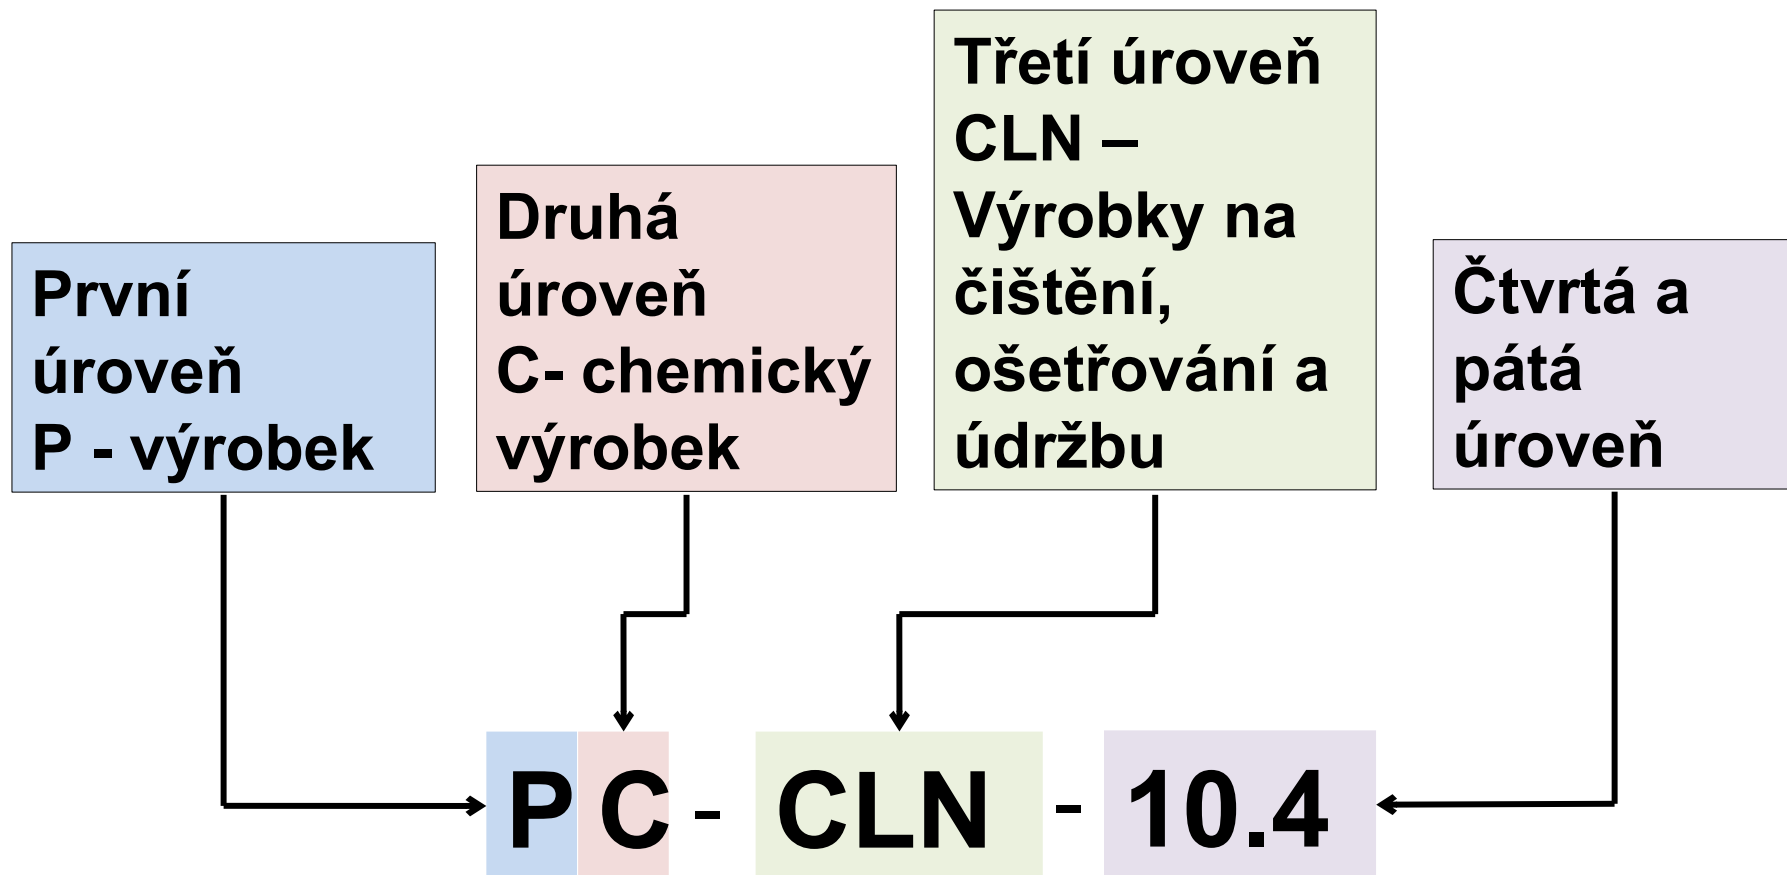 První
úroveň
P - výrobek
Druhá
úroveň
C- chemický
výrobek
Třetí úroveň
CLN –
Výrobky na
čištění,
ošetřování a
údržbu
Čtvrtá a
pátá
úroveň
PC - CLN - 10.4